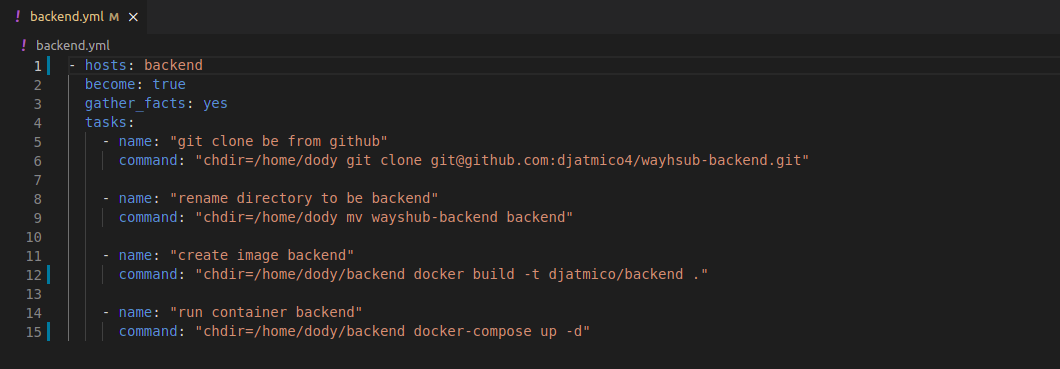 ! backend.yml M ×
! backend.yml
1 - hosts: backend
2 become: true
3 gather_facts: yes
4 tasks:
5 - name: "git clone be from github"
6 command: "chdir=/home/dody git clone git@github.com:djatmico4/wayhsub-backend.git"
7
8 - name: "rename directory to be backend"
9 command: "chdir=/home/dody mv wayshub-backend backend"
10
11 - name: "create image backend"
12 command: "chdir=/home/dody/backend docker build -t djatmico/backend ."
13
14 - name: "run container backend"
15 command: "chdir=/home/dody/backend docker-compose up -d"